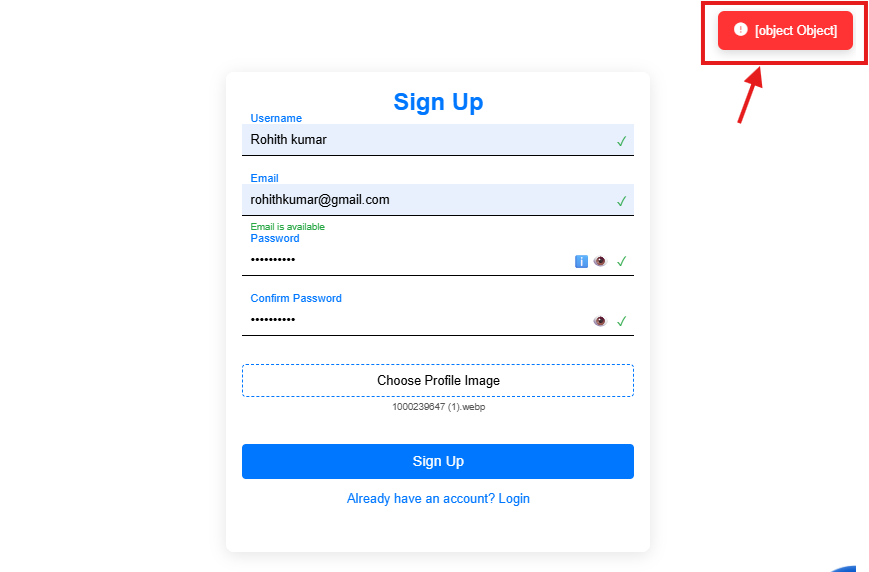 [object Object]
Sign Up
Username
Rohith kumar
Email
rohithkumar@gmail.com
Email is available
Password
••••••••••
Confirm Password
••••••••••
Choose Profile Image
1000239647 (1).webp
Sign Up
Already have an account? Login